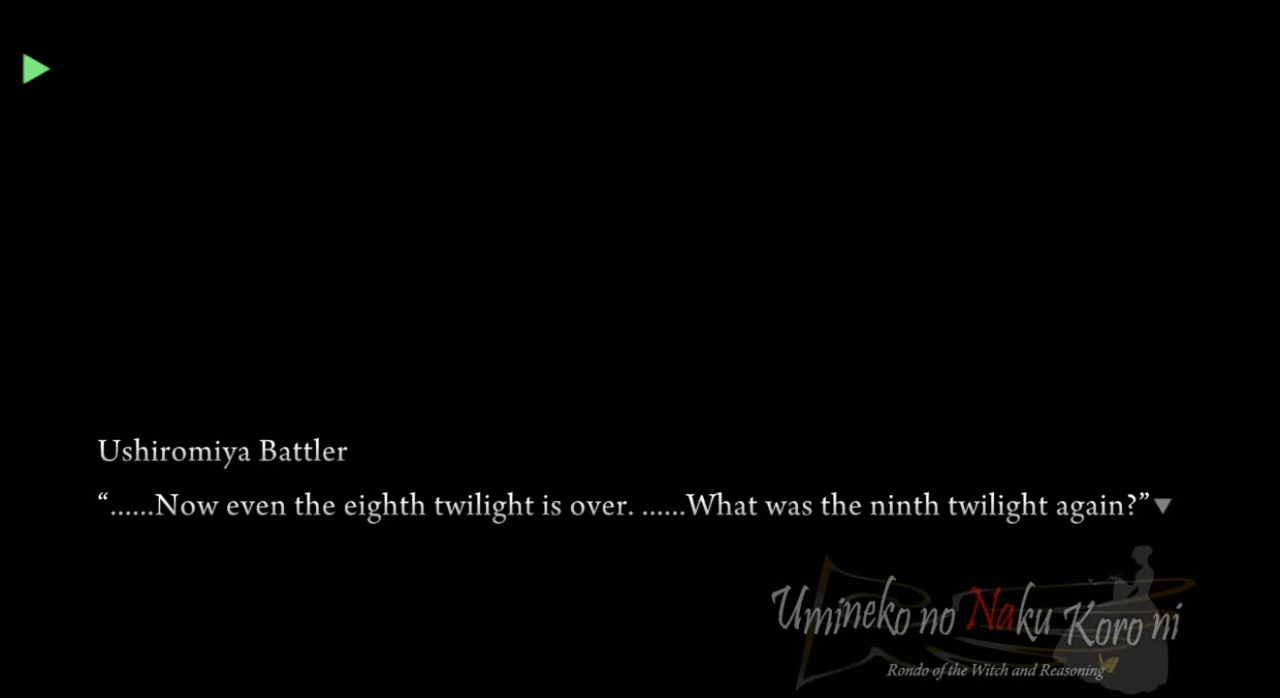 Ushiromiya Battler
“......Now even the eighth twilight is over. ......What was the ninth twilight again?”
Umineko no Naku Koro ni
Rondo of the Witch and Reasoning